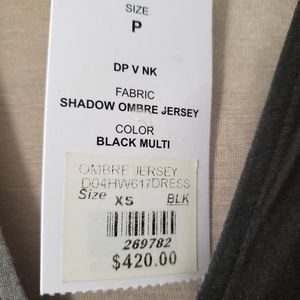 SIZE
P
DP V NK
FABRIC
SHADOW OMBRE JERSEY
COLOR
BLACK MULTI
OMBRE JERSEY
D04HW617DRESS
Size XS BLK
269782
$420.00